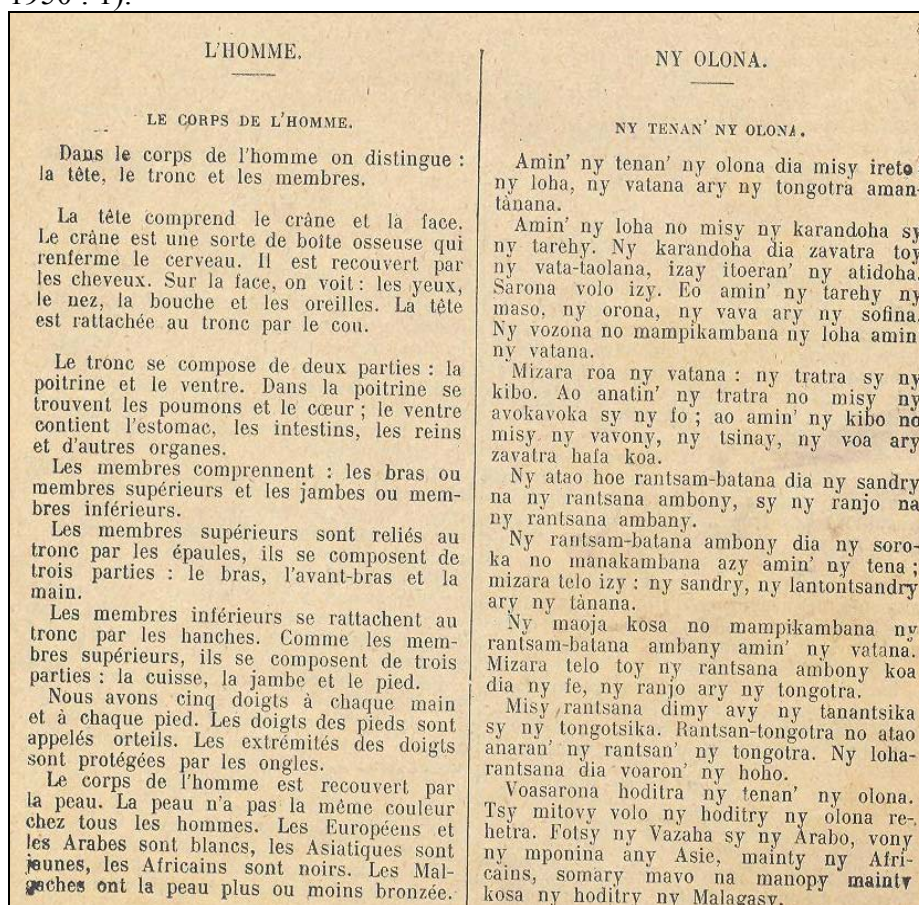 1950 : 1).
L'HOMME.
LE CORPS DE L'HOMME.
Dans le corps de l'homme on distingue :
la tête, le tronc et les membres.
La tête comprend le crâne et la face.
Le crâne est une sorte de boîte osseuse qui
renferme le cerveau. Il est recouvert par
les cheveux. Sur la face, on voit : les yeux,
le nez, la bouche et les oreilles. La tête
est rattachée au tronc par le cou.
Le tronc se compose de deux parties : la
poitrine et le ventre. Dans la poitrine se
trouvent les poumons et le cœur ; le ventre
contient l'estomac, les intestins, les reins
et d'autres organes.
Les membres comprennent : les bras ou
membres supérieurs et les jambes ou mem-
bres inférieurs.
Les membres supérieurs sont reliés au
tronc par les épaules, ils se composent de
trois parties : le bras, l'avant-bras et la
main.
Les membres inférieurs se rattachent au
tronc par les hanches. Comme les mem-
bres supérieurs, ils se composent de trois
parties : la cuisse, la jambe et le pied.
Nous avons cinq doigts à chaque main
et à chaque pied. Les doigts des pieds sont
appelés orteils. Les extrémités des doigts
sont protégées par les ongles.
Le corps de l'homme est recouvert par
la peau. La peau n'a pas la même couleur
chez tous les hommes. Les Européens et
les Arabes sont blancs, les Asiatiques sont
jaunes, les Africains sont noirs. Les Mal-
gaches ont la peau plus ou moins bronzée.
NY OLONA.
NY TENAN' NY OLONA.
Amin' ny tenan' ny olona dia misy ireto
ny loha, ny vatana ary ny tongotra aman-
tànana.
Amin' ny loha no misy ny karandoha sy
ny tarehy. Ny karandoha dia zavatra toy
ny vata-taolana, izay itoeran' ny atidoha.
Sarona volo izy. Eo amin' ny tarehy ny
maso, ny orona, ny vava ary ny sofina.
Ny vozona no mampikambana ny loha amin'
ny vatana.
Mizara roa ny vatana : ny tratra sy ny
kibo. Ao anatin' ny tratra no misy ny
avokavoka sy ny fo ; ao amin' ny kibo no
misy ny vavony, ny tsinay, ny voa ary
zavatra hafa koa.
Ny atao hoe rantsam-batana dia ny sandry
na ny rantsana ambony, sy ny ranjo na
ny rantsana ambany.
Ny rantsam-batana ambony dia ny soro-
ka no manakambana azy amin' ny tena ;
mizara telo izy : ny sandry, ny lantontsandry
ary ny tànana.
Ny maoja kosa no mampikambana ny
rantsam-batana ambany amin' ny vatana.
Mizara telo toy ny rantsana ambony koa
dia ny fe, ny ranjo ary ny tongotra.
Misy rantsana dimy avy ny tanantsika
sy ny tongotsika. Rantsan-tongotra no atao
anaran' ny rantsan' ny tongotra. Ny loha-
rantsana dia voaron' ny hoho.
Voasarona hoditra ny tenan' ny olona.
Tsy mitovy volo ny hoditry ny olona re-
hetra. Fotsy ny Vazaha sy ny Arabo, vony
ny mponina any Asie, mainty ny Afri-
cains, somary mavo na manopy mainty
kosa ny hoditry ny Malagasy.